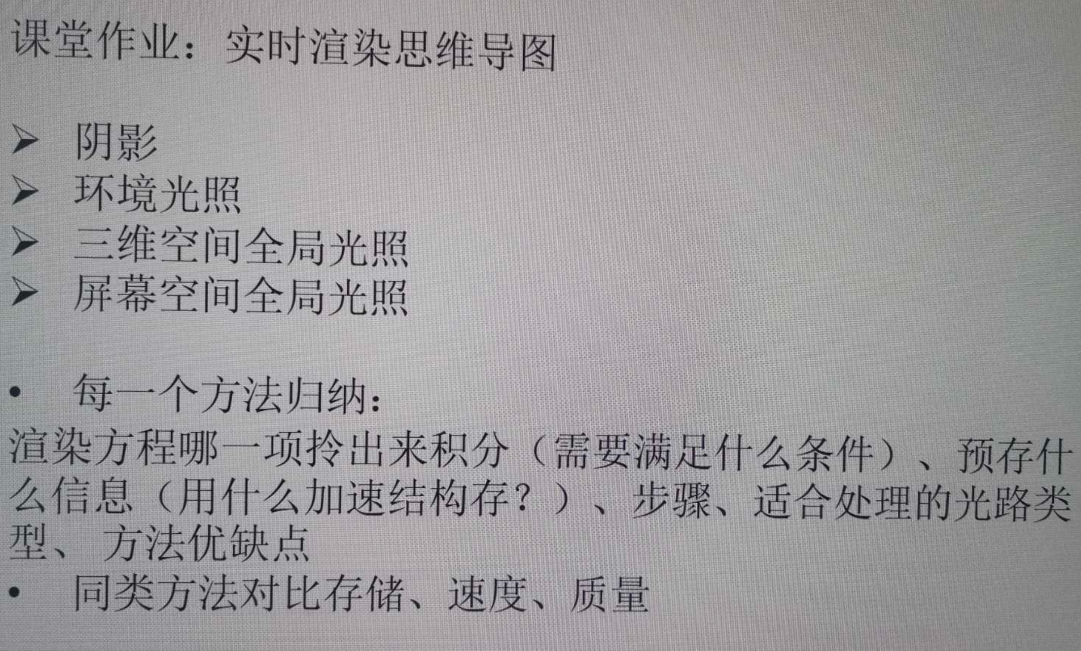 课堂作业：实时渲染思维导图
➢ 阴影
➢ 环境光照
➢ 三维空间全局光照
➢ 屏幕空间全局光照
• 每一个方法归纳：
渲染方程哪一项拎出来积分（需要满足什么条件）、预存什
么信息（用什么加速结构存？）、步骤、适合处理的光路类
型、 方法优缺点
• 同类方法对比存储、速度、质量